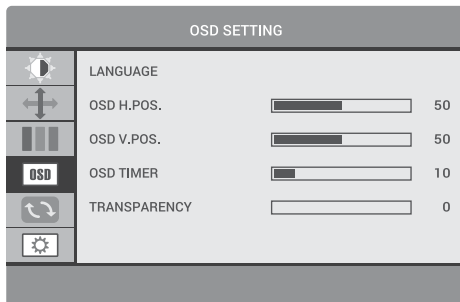 OSD SETTING
LANGUAGE
OSD H.POS. 50
OSD V.POS. 50
OSD OSD TIMER 10
TRANSPARENCY 0